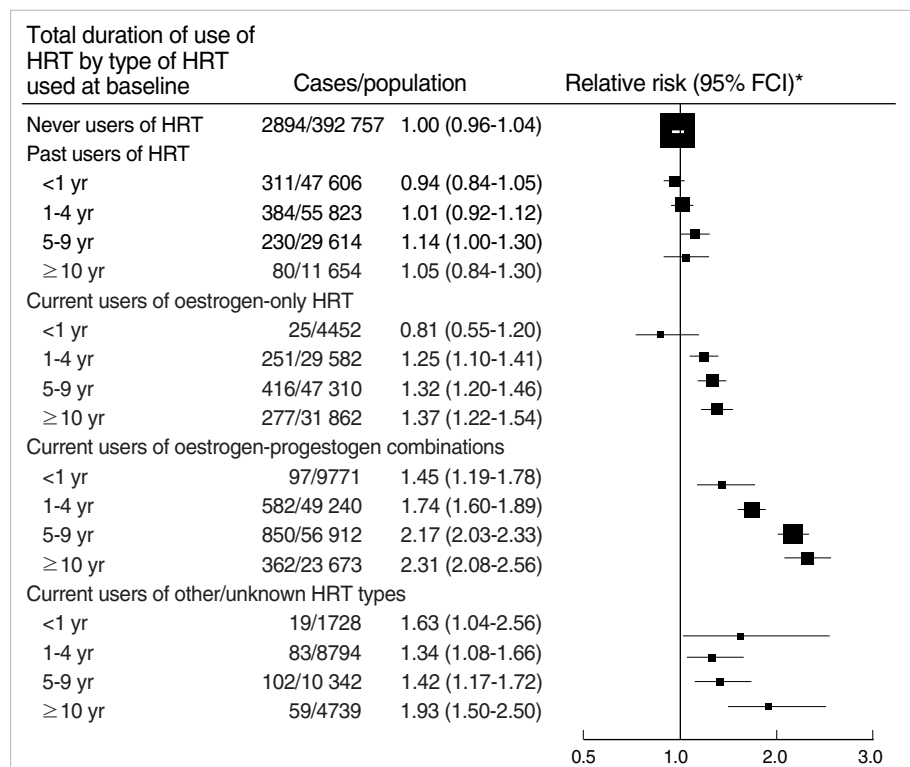 Total duration of use of
HRT by type of HRT
used at baseline Cases/population Relative risk (95% FCI)*
Never users of HRT 2894/392 757 1.00 (0.96-1.04)
Past users of HRT
<1 yr 311/47 606 0.94 (0.84-1.05)
1-4 yr 384/55 823 1.01 (0.92-1.12)
5-9 yr 230/29 614 1.14 (1.00-1.30)
≥10 yr 80/11 654 1.05 (0.84-1.30)
Current users of oestrogen-only HRT
<1 yr 25/4452 0.81 (0.55-1.20)
1-4 yr 251/29 582 1.25 (1.10-1.41)
5-9 yr 416/47 310 1.32 (1.20-1.46)
≥10 yr 277/31 862 1.37 (1.22-1.54)
Current users of oestrogen-progestogen combinations
<1 yr 97/9771 1.45 (1.19-1.78)
1-4 yr 582/49 240 1.74 (1.60-1.89)
5-9 yr 850/56 912 2.17 (2.03-2.33)
≥10 yr 362/23 673 2.31 (2.08-2.56)
Current users of other/unknown HRT types
<1 yr 19/1728 1.63 (1.04-2.56)
1-4 yr 83/8794 1.34 (1.08-1.66)
5-9 yr 102/10 342 1.42 (1.17-1.72)
≥10 yr 59/4739 1.93 (1.50-2.50)
0.5 1.0 2.0 3.0